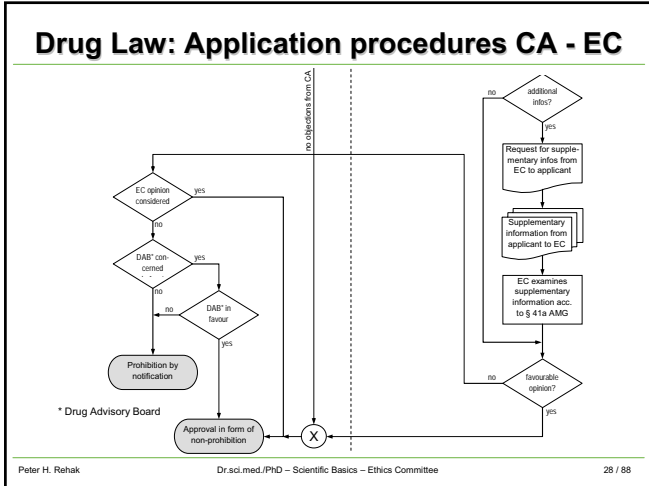 Drug Law: Application procedures CA - EC
no objections from CA
additional
infos?
no
yes
Request for supple-
mentary infos from
EC to applicant
Supplementary
information from
applicant to EC
EC examines
supplementary
information acc.
to § 41a AMG
favourable
opinion?
no
yes
EC opinion
considered
yes
no
DAB* con-
cerned
yes
no
DAB* in
favour
no
yes
Prohibition by
notification
* Drug Advisory Board
Approval in form of
non-prohibition
X
Peter H. Rehak
Dr.sci.med./PhD – Scientific Basics – Ethics Committee
28 / 88